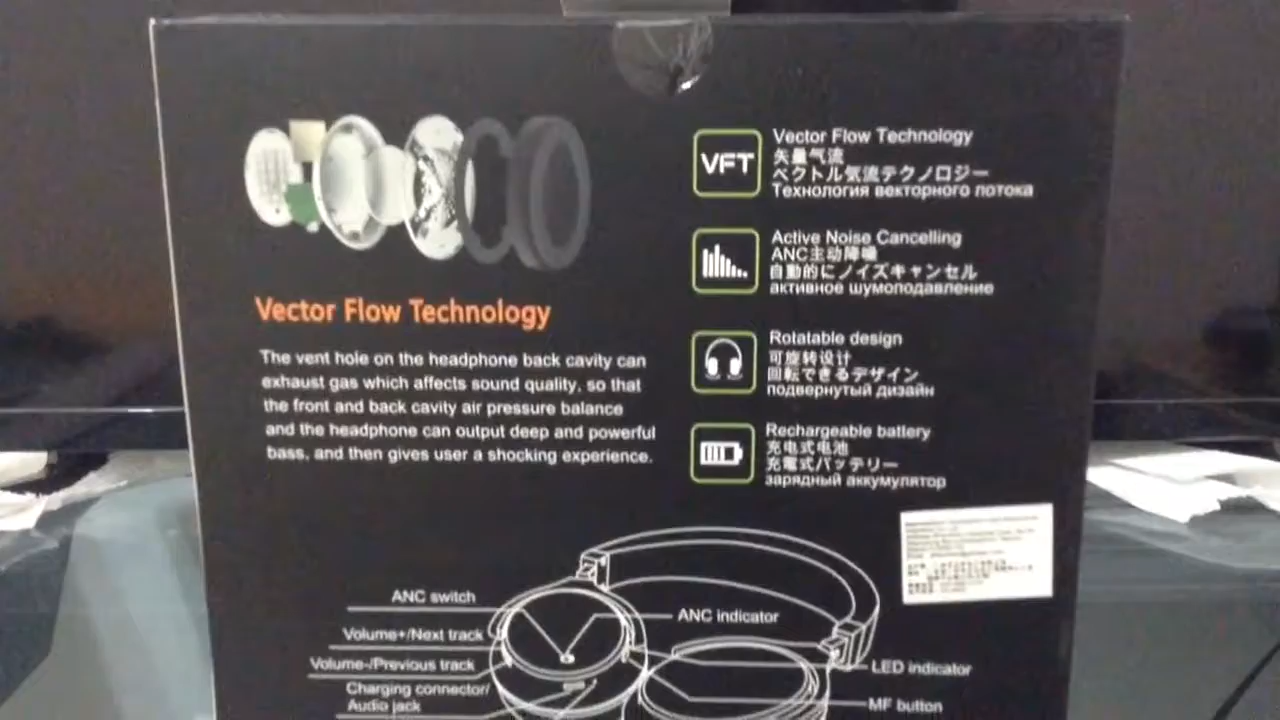 Vector Flow Technology
The vent hole on the headphone back cavity can
exhaust gas which affects sound quality, so that
the front and back cavity air pressure balance
and the headphone can output deep and powerful
bass, and then gives user a shocking experience.
VFT
Vector Flow Technology
矢量气流
ベクトル気流テクノロジー
Технология векторного потока
Active Noise Cancelling
ANC主动降噪
自動的にノイズキャンセル
активное шумоподавление
Rotatable design
可旋转设计
回転できるデザイン
подвернутый дизайн
Rechargeable battery
充电式电池
充電式バッテリー
зарядный аккумулятор
ANC switch
Volume+/Next track
Volume-/Previous track
Charging connector/
Audio jack
ANC indicator
LED indicator
MF button